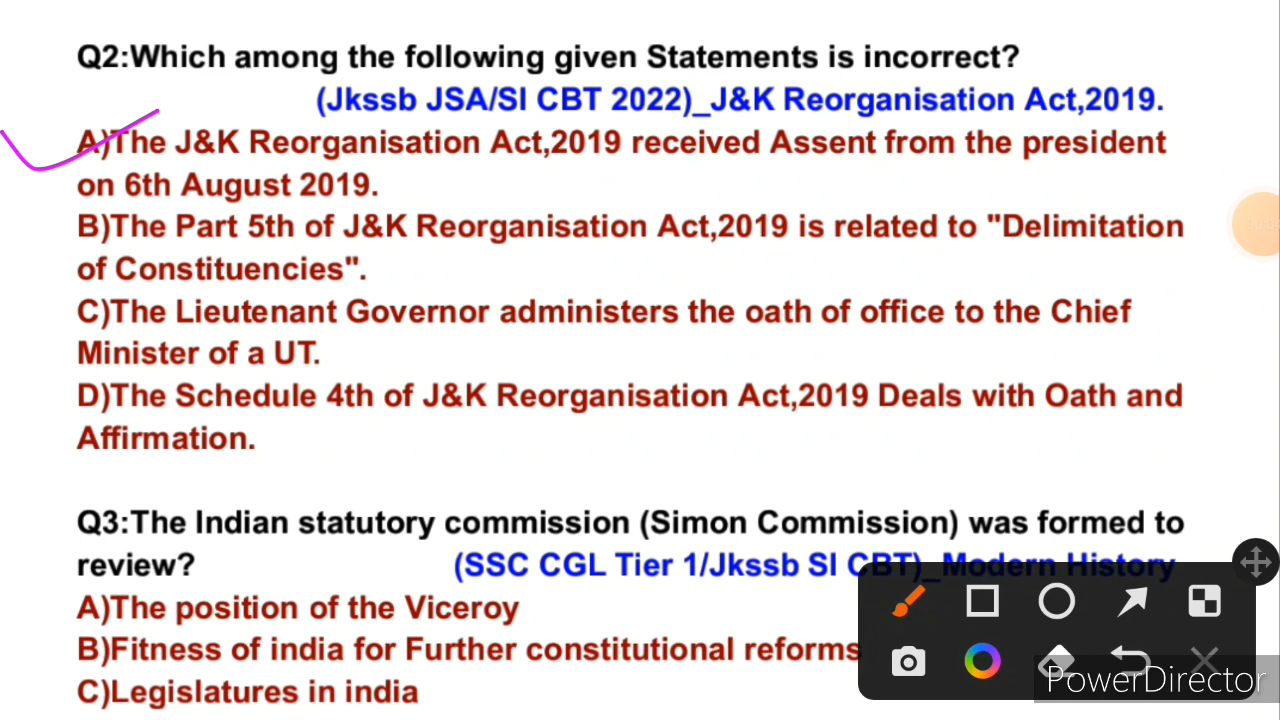 Q2:Which among the following given Statements is incorrect?
(Jkssb JSA/SI CBT 2022)_J&K Reorganisation Act,2019.
A)The J&K Reorganisation Act,2019 received Assent from the president
on 6th August 2019.
B)The Part 5th of J&K Reorganisation Act,2019 is related to "Delimitation
of Constituencies".
C)The Lieutenant Governor administers the oath of office to the Chief
Minister of a UT.
D)The Schedule 4th of J&K Reorganisation Act,2019 Deals with Oath and
Affirmation.
Q3:The Indian statutory commission (Simon Commission) was formed to
review?
(SSC CGL Tier 1/Jkssb SI CBT)_Modern History
A)The position of the Viceroy
B)Fitness of india for Further constitutional reforms
C)Legislatures in india
PowerDirector